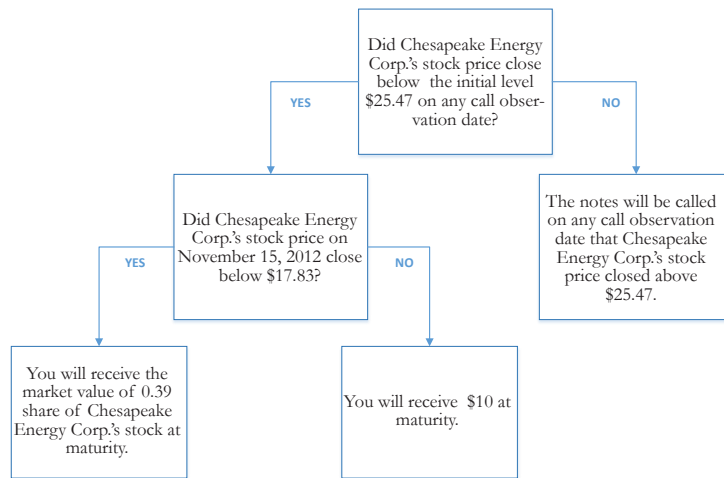 Did Chesapeake Energy
Corp.'s stock price close
below the initial level
$25.47 on any call obser-
vation date?
YES
NO
Did Chesapeake Energy
Corp.'s stock price on
November 15, 2012 close
below $17.83?
The notes will be called
on any call observation
date that Chesapeake
Energy Corp.'s stock
price closed above
$25.47.
YES
NO
You will receive the
market value of 0.39
share of Chesapeake
Energy Corp.'s stock at
maturity.
You will receive $10 at
maturity.